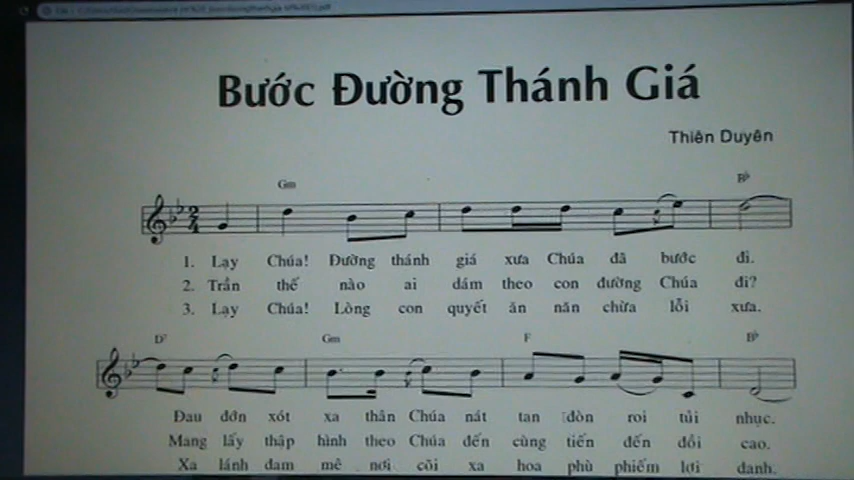 Bước Đường Thánh Giá
Thiên Duyên
Gm B♭
2
4
1. Lạy Chúa! Đường thánh giá xưa Chúa đã bước đi.
2. Trần thế nào ai dám theo con đường Chúa đi?
3. Lạy Chúa! Lòng con quyết ăn năn chừa lỗi xưa.
D7 Gm F B♭
Đau đớn xót xa thân Chúa nát tan đòn roi tủi nhục.
Mang lấy thập hình theo Chúa đến cùng tiến đến đồi cao.
Xa lánh đam mê nơi cõi xa hoa phù phiếm lợi danh.